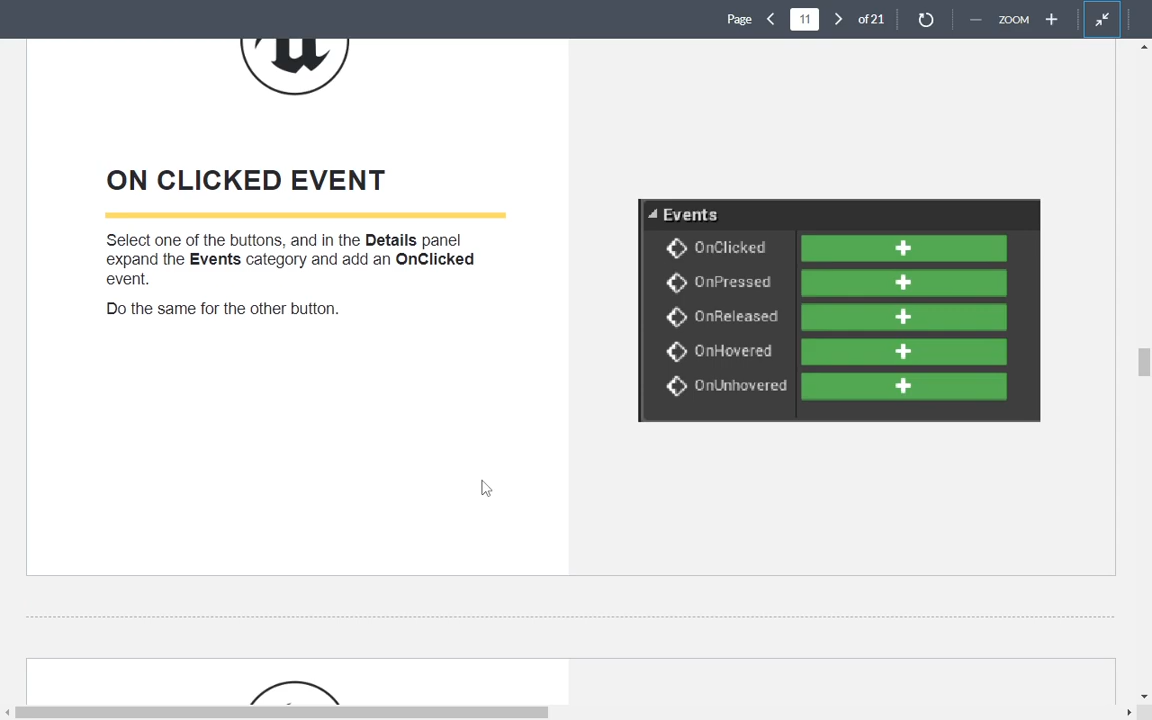 Page 11 of 21 ZOOM
ON CLICKED EVENT
Select one of the buttons, and in the Details panel
expand the Events category and add an OnClicked
event.
Do the same for the other button.
Events
OnClicked
OnPressed
OnReleased
OnHovered
OnUnhovered